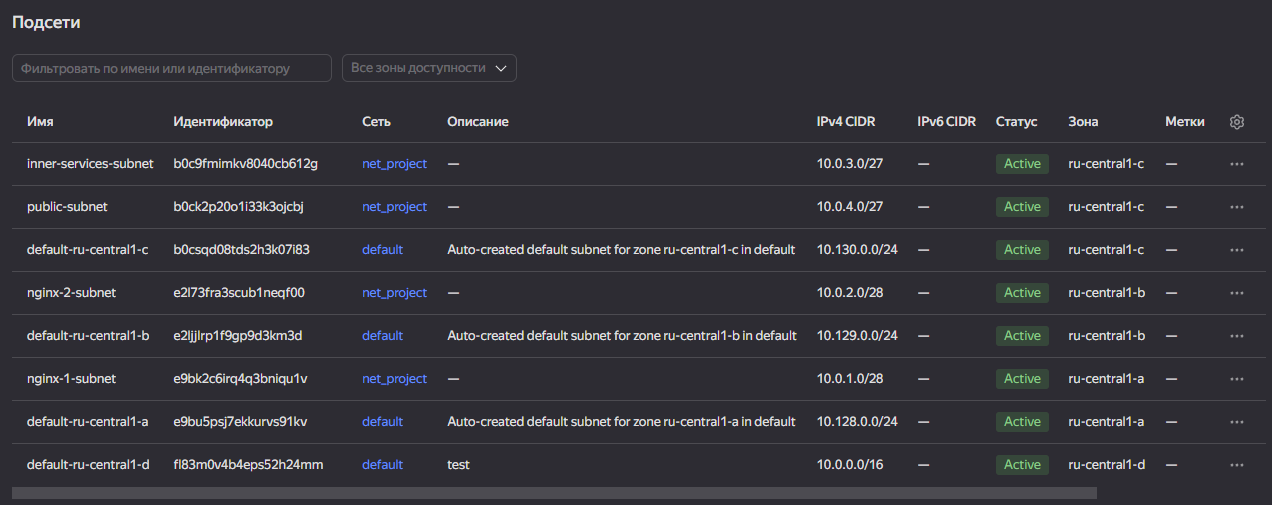 Подсети
Фильтровать по имени или идентификатору Все зоны доступности
Имя Идентификатор Сеть Описание IPv4 CIDR IPv6 CIDR Статус Зона Метки
inner-services-subnet b0c9fmimkv8040cb612g net_project — 10.0.3.0/27 — Active ru-central1-c —
public-subnet b0ck2p20o1i33k3ojcbj net_project — 10.0.4.0/27 — Active ru-central1-c —
default-ru-central1-c b0csqd08tds2h3k07i83 default Auto-created default subnet for zone ru-central1-c in default 10.130.0.0/24 — Active ru-central1-c —
nginx-2-subnet e2l73fra3scub1neqf00 net_project — 10.0.2.0/28 — Active ru-central1-b —
default-ru-central1-b e2ljjlrp1f9gp9d3km3d default Auto-created default subnet for zone ru-central1-b in default 10.129.0.0/24 — Active ru-central1-b —
nginx-1-subnet e9bk2c6irq4q3bniqu1v net_project — 10.0.1.0/28 — Active ru-central1-a —
default-ru-central1-a e9bu5psj7ekkurvs91kv default Auto-created default subnet for zone ru-central1-a in default 10.128.0.0/24 — Active ru-central1-a —
default-ru-central1-d fl83m0v4b4eps52h24mm default test 10.0.0.0/16 — Active ru-central1-d —